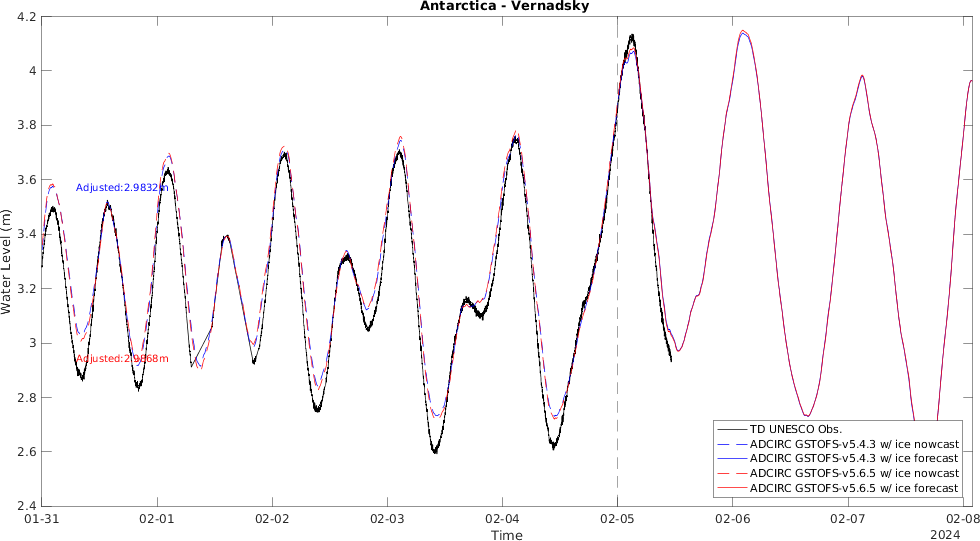 Antarctica - Vernadsky
4.2
4
3.8
3.6
3.4
3.2
3
2.8
2.6
2.4
Water Level (m)
Adjusted:2.9832m
Adjusted:2.9868m
TD UNESCO Obs.
ADCIRC GSTOFS-v5.4.3 w/ ice nowcast
ADCIRC GSTOFS-v5.4.3 w/ ice forecast
ADCIRC GSTOFS-v5.6.5 w/ ice nowcast
ADCIRC GSTOFS-v5.6.5 w/ ice forecast
01-31 02-01 02-02 02-03 02-04 02-05 02-06 02-07 02-08
Time 2024